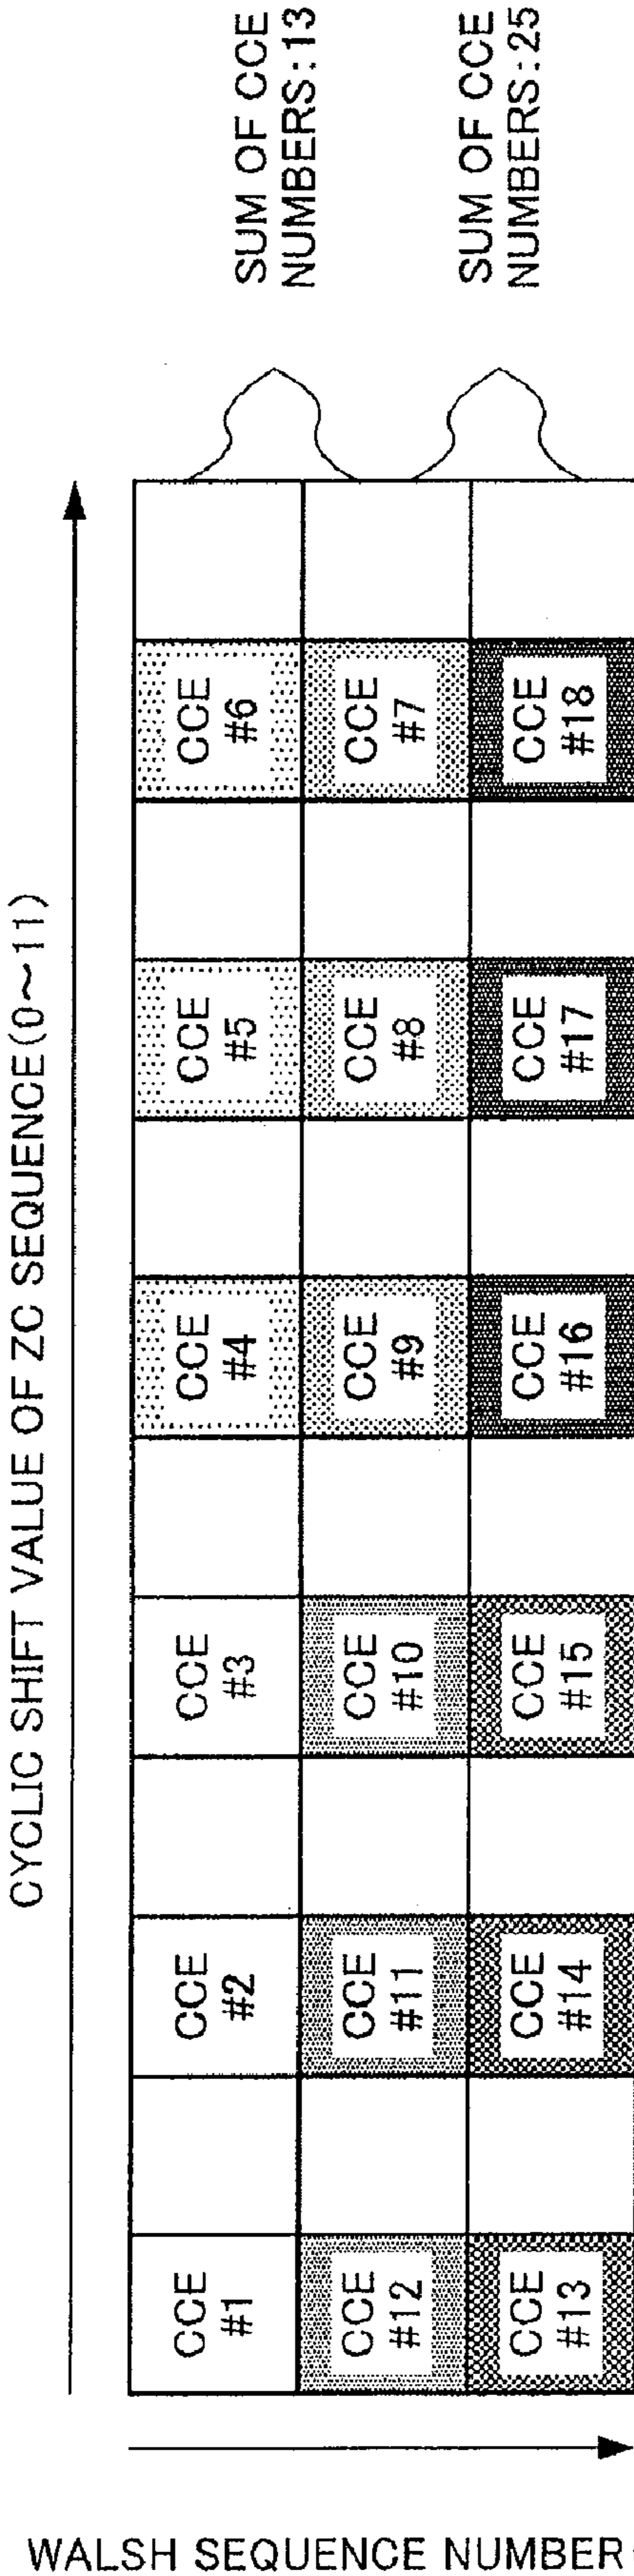 CYCLIC SHIFT VALUE OF ZC SEQUENCE(0~11)
WALSH SEQUENCE NUMBER
CCE
#1
CCE
#2
CCE
#3
CCE
#4
CCE
#5
CCE
#6
CCE
#12
CCE
#11
CCE
#10
CCE
#9
CCE
#8
CCE
#7
CCE
#13
CCE
#14
CCE
#15
CCE
#16
CCE
#17
CCE
#18
SUM OF CCE
NUMBERS:13
SUM OF CCE
NUMBERS:25